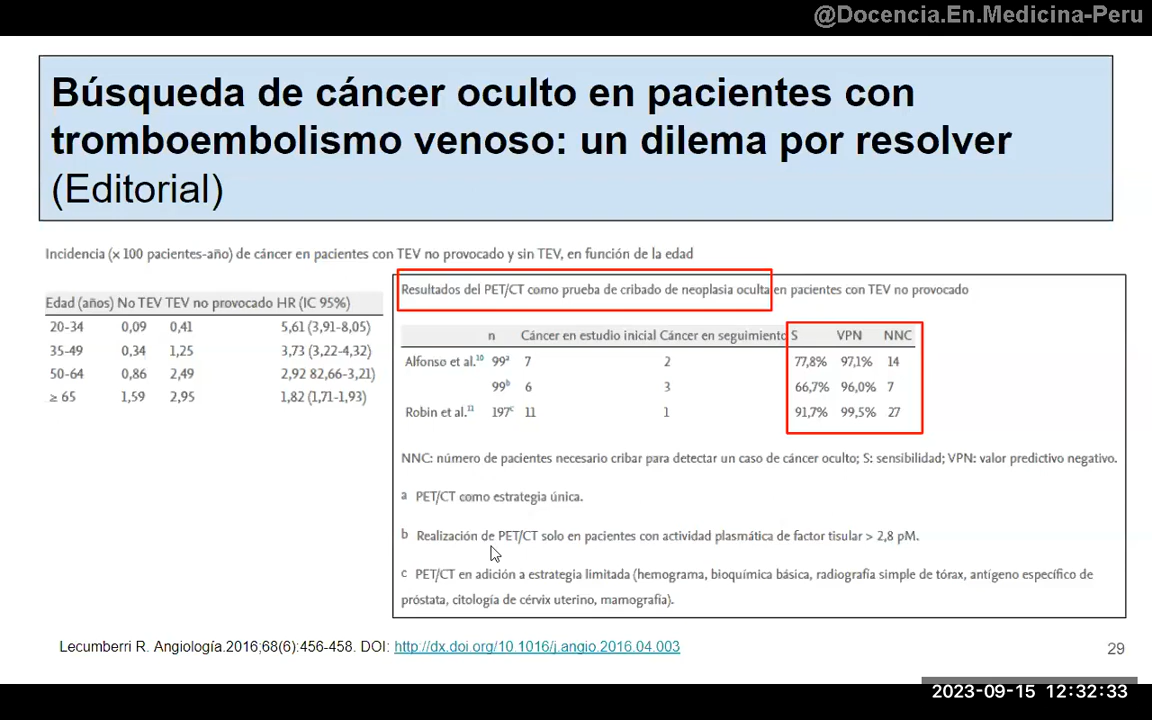 @Docencia.En.Medicina-Peru
Búsqueda de cáncer oculto en pacientes con
tromboembolismo venoso: un dilema por resolver
(Editorial)
Incidencia (× 100 pacientes-año) de cáncer en pacientes con TEV no provocado y sin TEV, en función de la edad
Edad (años) No TEV TEV no provocado HR (IC 95%)
20-34 0,09 0,41 5,61 (3,91-8,05)
35-49 0,34 1,25 3,73 (3,22-4,32)
50-64 0,86 2,49 2,92 82,66-3,21)
≥ 65 1,59 2,95 1,82 (1,71-1,93)
Resultados del PET/CT como prueba de cribado de neoplasia oculta en pacientes con TEV no provocado
n Cáncer en estudio inicial Cáncer en seguimiento S VPN NNC
Alfonso et al.10 99a 7 2 77,8% 97,1% 14
99b 6 3 66,7% 96,0% 7
Robin et al.11 197c 11 1 91,7% 99,5% 27
NNC: número de pacientes necesario cribar para detectar un caso de cáncer oculto; S: sensibilidad; VPN: valor predictivo negativo.
a PET/CT como estrategia única.
b Realización de PET/CT solo en pacientes con actividad plasmática de factor tisular > 2,8 pM.
c PET/CT en adición a estrategia limitada (hemograma, bioquímica básica, radiografía simple de tórax, antígeno específico de
próstata, citología de cérvix uterino, mamografía).
Lecumberri R. Angiología.2016;68(6):456-458. DOI: http://dx.doi.org/10.1016/j.angio.2016.04.003
29
2023-09-15 12:32:33